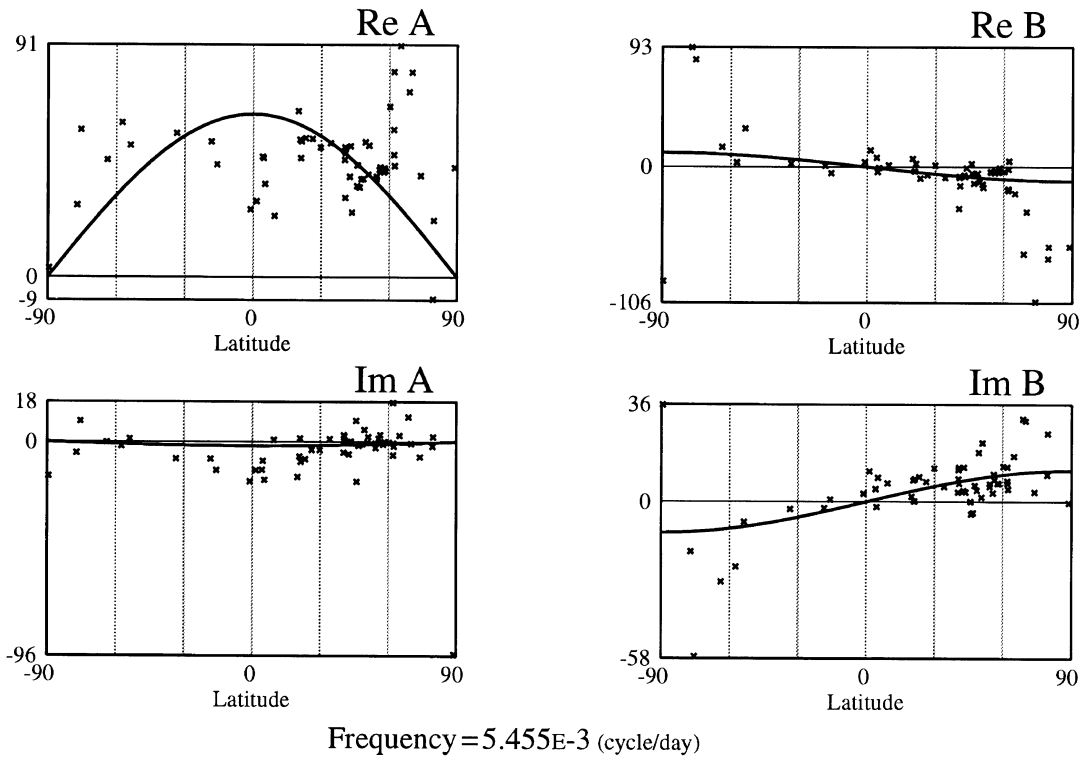 Re A
91
0
-9
-90 0 90
Latitude
Re B
93
0
-106
-90 0 90
Latitude
Im A
18
0
-96
-90 0 90
Latitude
Im B
36
0
-58
-90 0 90
Latitude
Frequency=5.455E-3 (cycle/day)